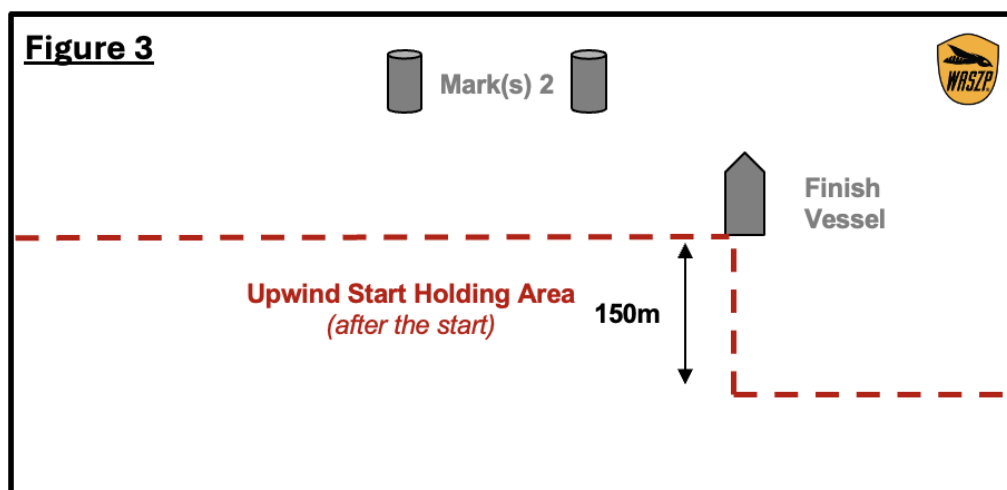 Figure 3
Mark(s) 2
WASZP
Finish
Vessel
Upwind Start Holding Area
(after the start)
150m